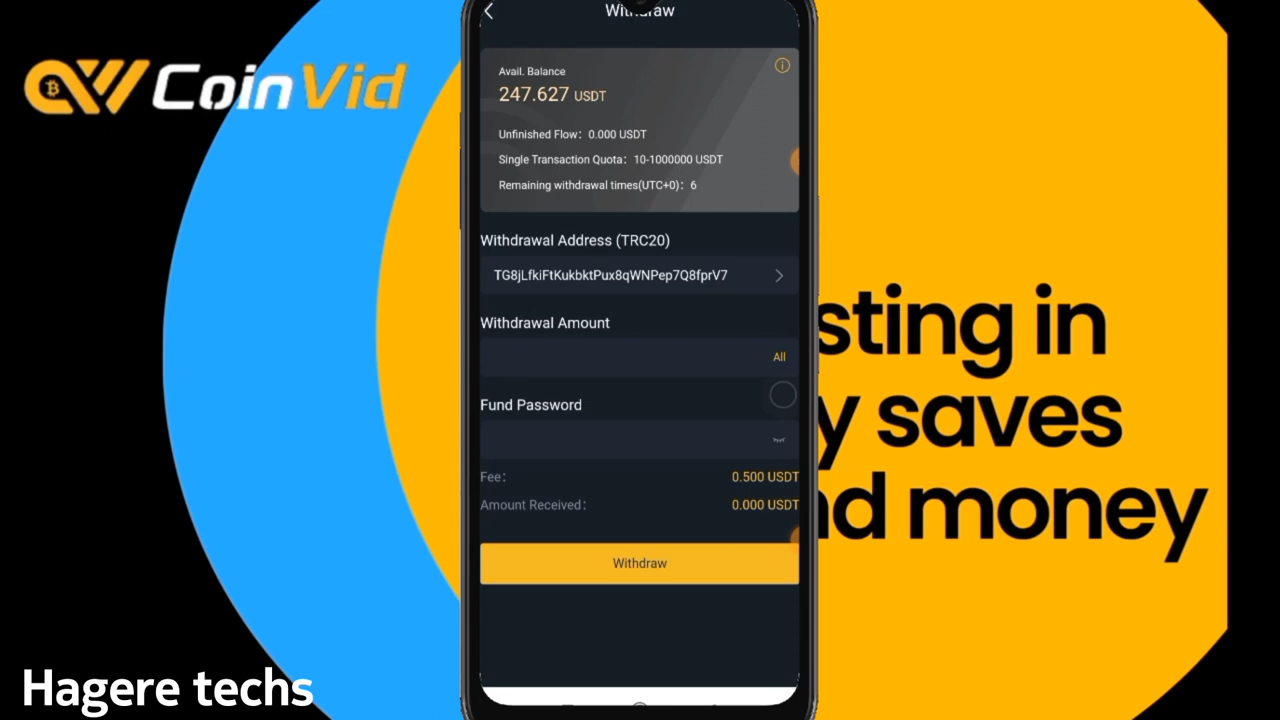 CoinVid
Withdraw
Avail. Balance
247.627 USDT
Unfinished Flow: 0.000 USDT
Single Transaction Quota: 10-1000000 USDT
Remaining withdrawal times(UTC+0): 6
Withdrawal Address (TRC20)
TG8jLfkiFtKukbktPux8qWNPep7Q8fprV7
Withdrawal Amount
All
Fund Password
Fee: 0.500 USDT
Amount Received: 0.000 USDT
Withdraw
sting in
y saves
nd money
Hagere techs